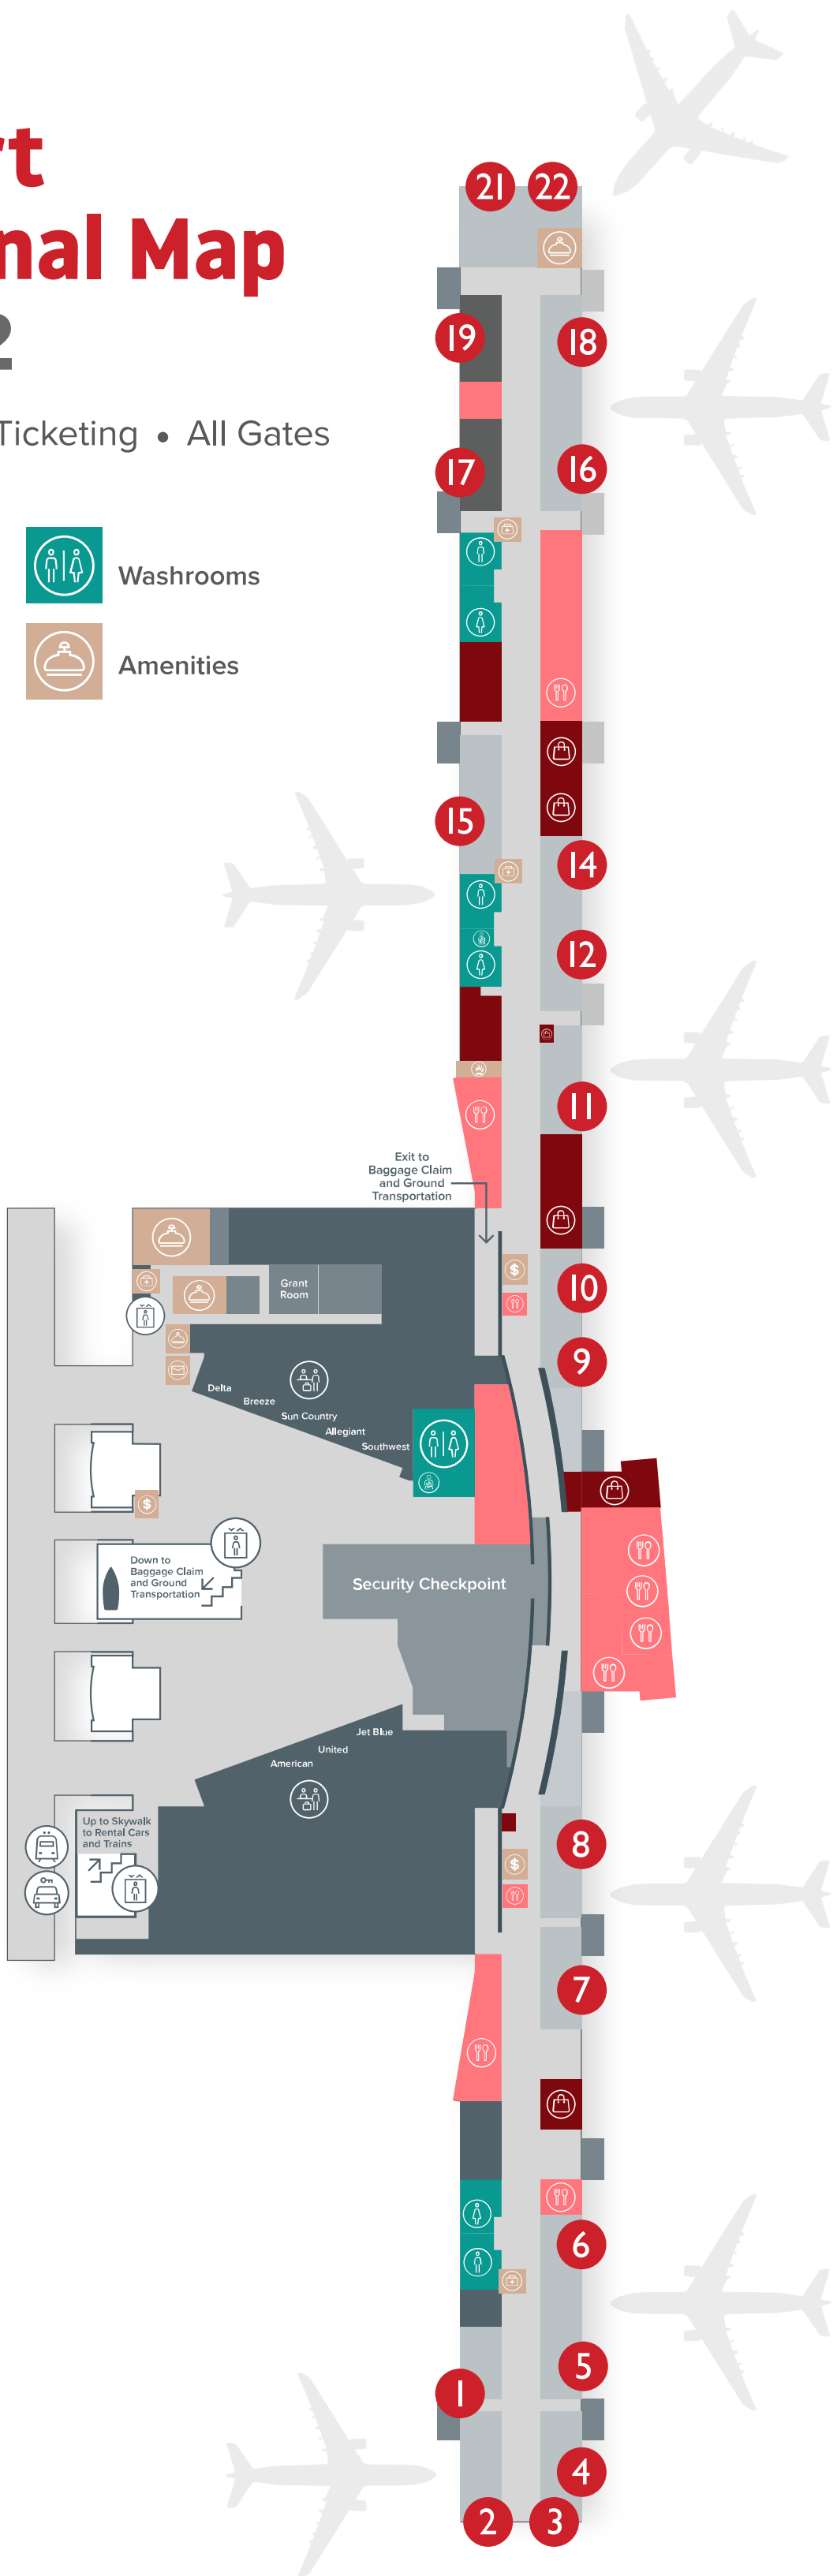 rt
nal Map
2
Ticketing • All Gates
Washrooms
Amenities
21
22
19
18
17
16
15
14
12
11
Exit to
Baggage Claim
and Ground
Transportation
$
10
Grant
Room
9
Delta
Breeze
Sun Country
Allegiant
Southwest
$
Down to
Baggage Claim
and Ground
Transportation
Security Checkpoint
Jet Blue
United
American
Up to Skywalk
to Rental Cars
and Trains
8
$
7
6
5
1
4
2
3